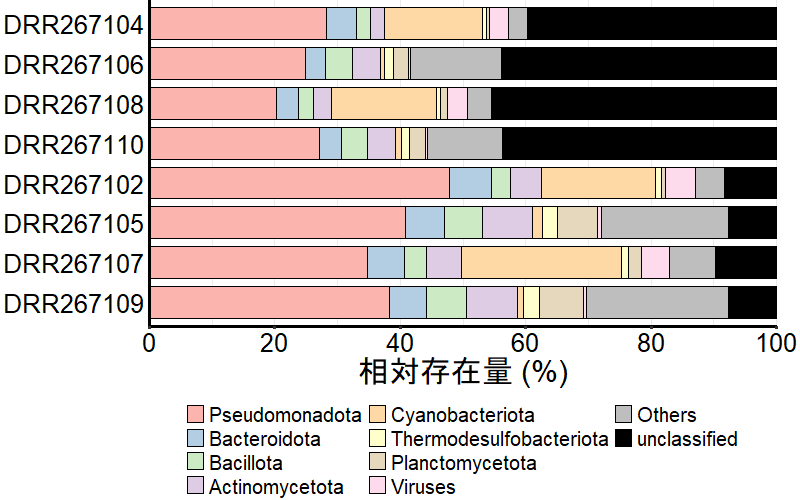 DRR267104
DRR267106
DRR267108
DRR267110
DRR267102
DRR267105
DRR267107
DRR267109
0 20 40 60 80 100
相対存在量 (%)
Pseudomonadota Cyanobacteriota Others
Bacteroidota Thermodesulfobacteriota unclassified
Bacillota Planctomycetota
Actinomycetota Viruses